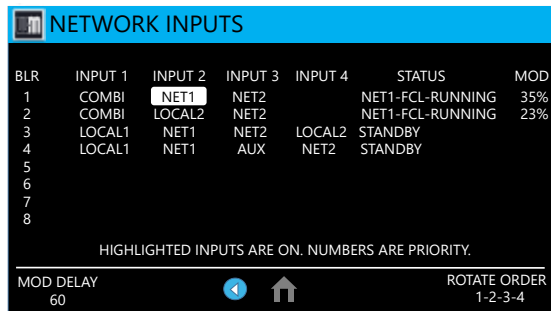 NETWORK INPUTS
BLR INPUT 1 INPUT 2 INPUT 3 INPUT 4 STATUS MOD
1 COMBI NET1 NET2 NET1-FCL-RUNNING 35%
2 COMBI LOCAL2 NET2 NET1-FCL-RUNNING 23%
3 LOCAL1 NET1 NET2 LOCAL2 STANDBY
4 LOCAL1 NET1 AUX NET2 STANDBY
5
6
7
8
HIGHLIGHTED INPUTS ARE ON. NUMBERS ARE PRIORITY.
MOD DELAY ROTATE ORDER
60 1-2-3-4